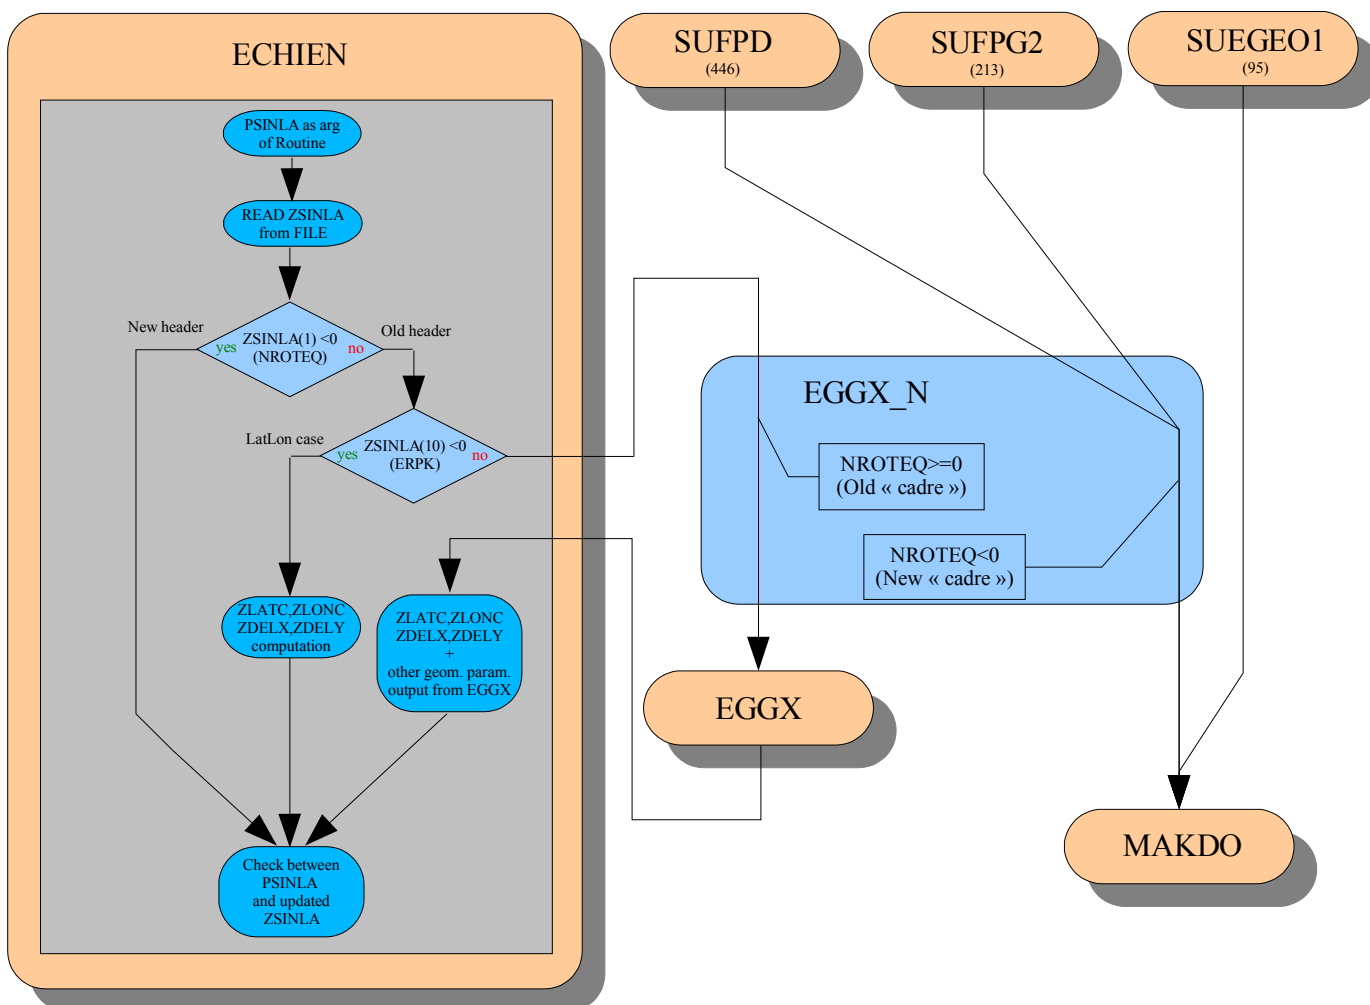 ECHIEN
PSINLA as arg
of Routine
READ ZSINLA
from FILE
New header
Old header
yes
ZSINLA(1) <0
(NROTEQ)
no
LatLon case
yes
ZSINLA(10) <0
(ERPK)
no
ZLATC,ZLONC
ZDELX,ZDELY
computation
ZLATC,ZLONC
ZDELX,ZDELY
+
other geom. param.
output from EGGX
Check between
PSINLA
and updated
ZSINLA
SUFPD
(446)
SUFPG2
(213)
SUEGEO1
(95)
EGGX_N
NROTEQ>=0
(Old « cadre »)
NROTEQ<0
(New « cadre »)
EGGX
MAKDO